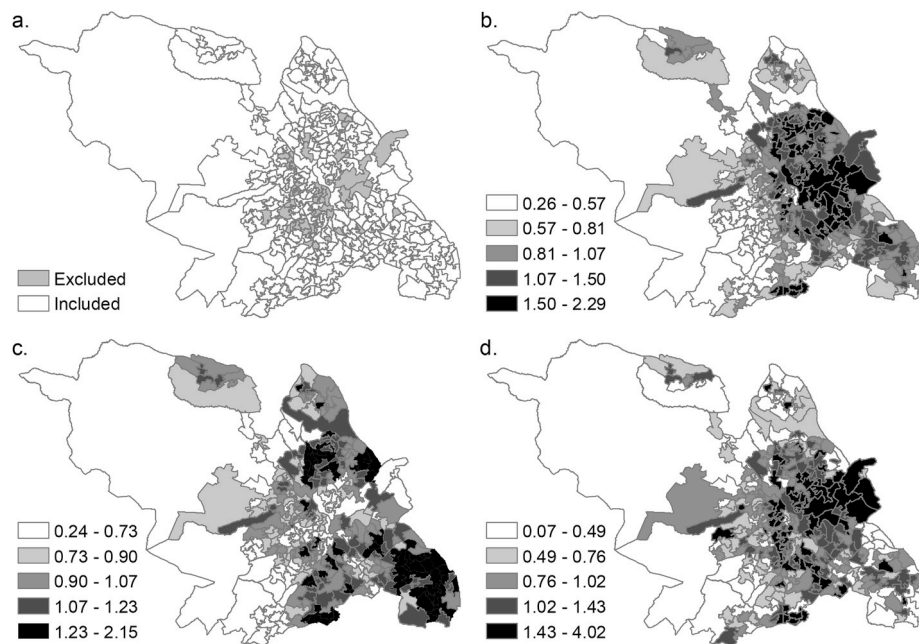 a.
Excluded
Included
b.
0.26 - 0.57
0.57 - 0.81
0.81 - 1.07
1.07 - 1.50
1.50 - 2.29
c.
0.24 - 0.73
0.73 - 0.90
0.90 - 1.07
1.07 - 1.23
1.23 - 2.15
d.
0.07 - 0.49
0.49 - 0.76
0.76 - 1.02
1.02 - 1.43
1.43 - 4.02